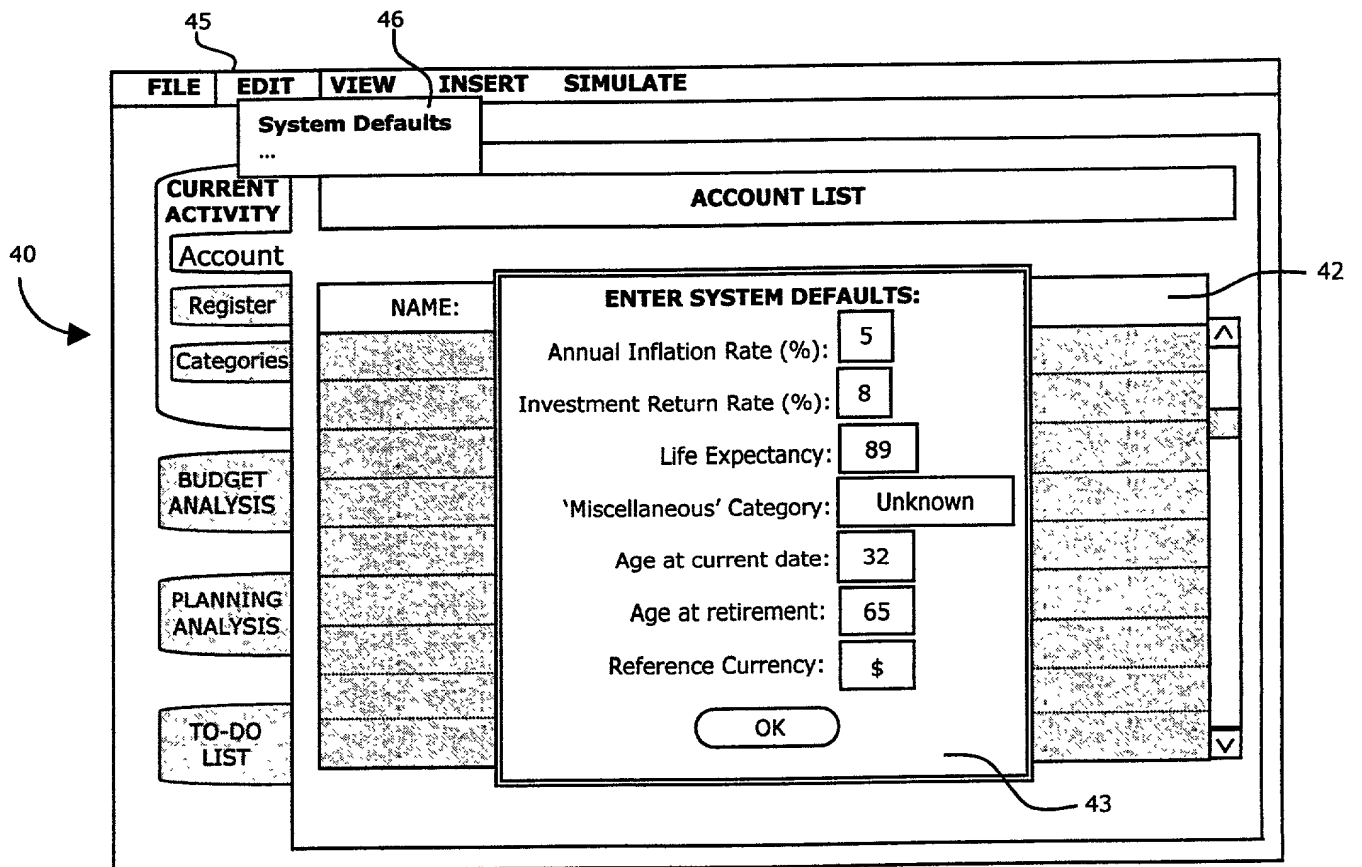 45
46
FILE EDIT VIEW INSERT SIMULATE
System Defaults
...
CURRENT
ACTIVITY
ACCOUNT LIST
Account
40
42
Register
NAME:
Categories
ENTER SYSTEM DEFAULTS:
Annual Inflation Rate (%): 5
Investment Return Rate (%): 8
Life Expectancy: 89
'Miscellaneous' Category: Unknown
Age at current date: 32
Age at retirement: 65
Reference Currency: $
OK
BUDGET
ANALYSIS
PLANNING
ANALYSIS
TO-DO
LIST
43